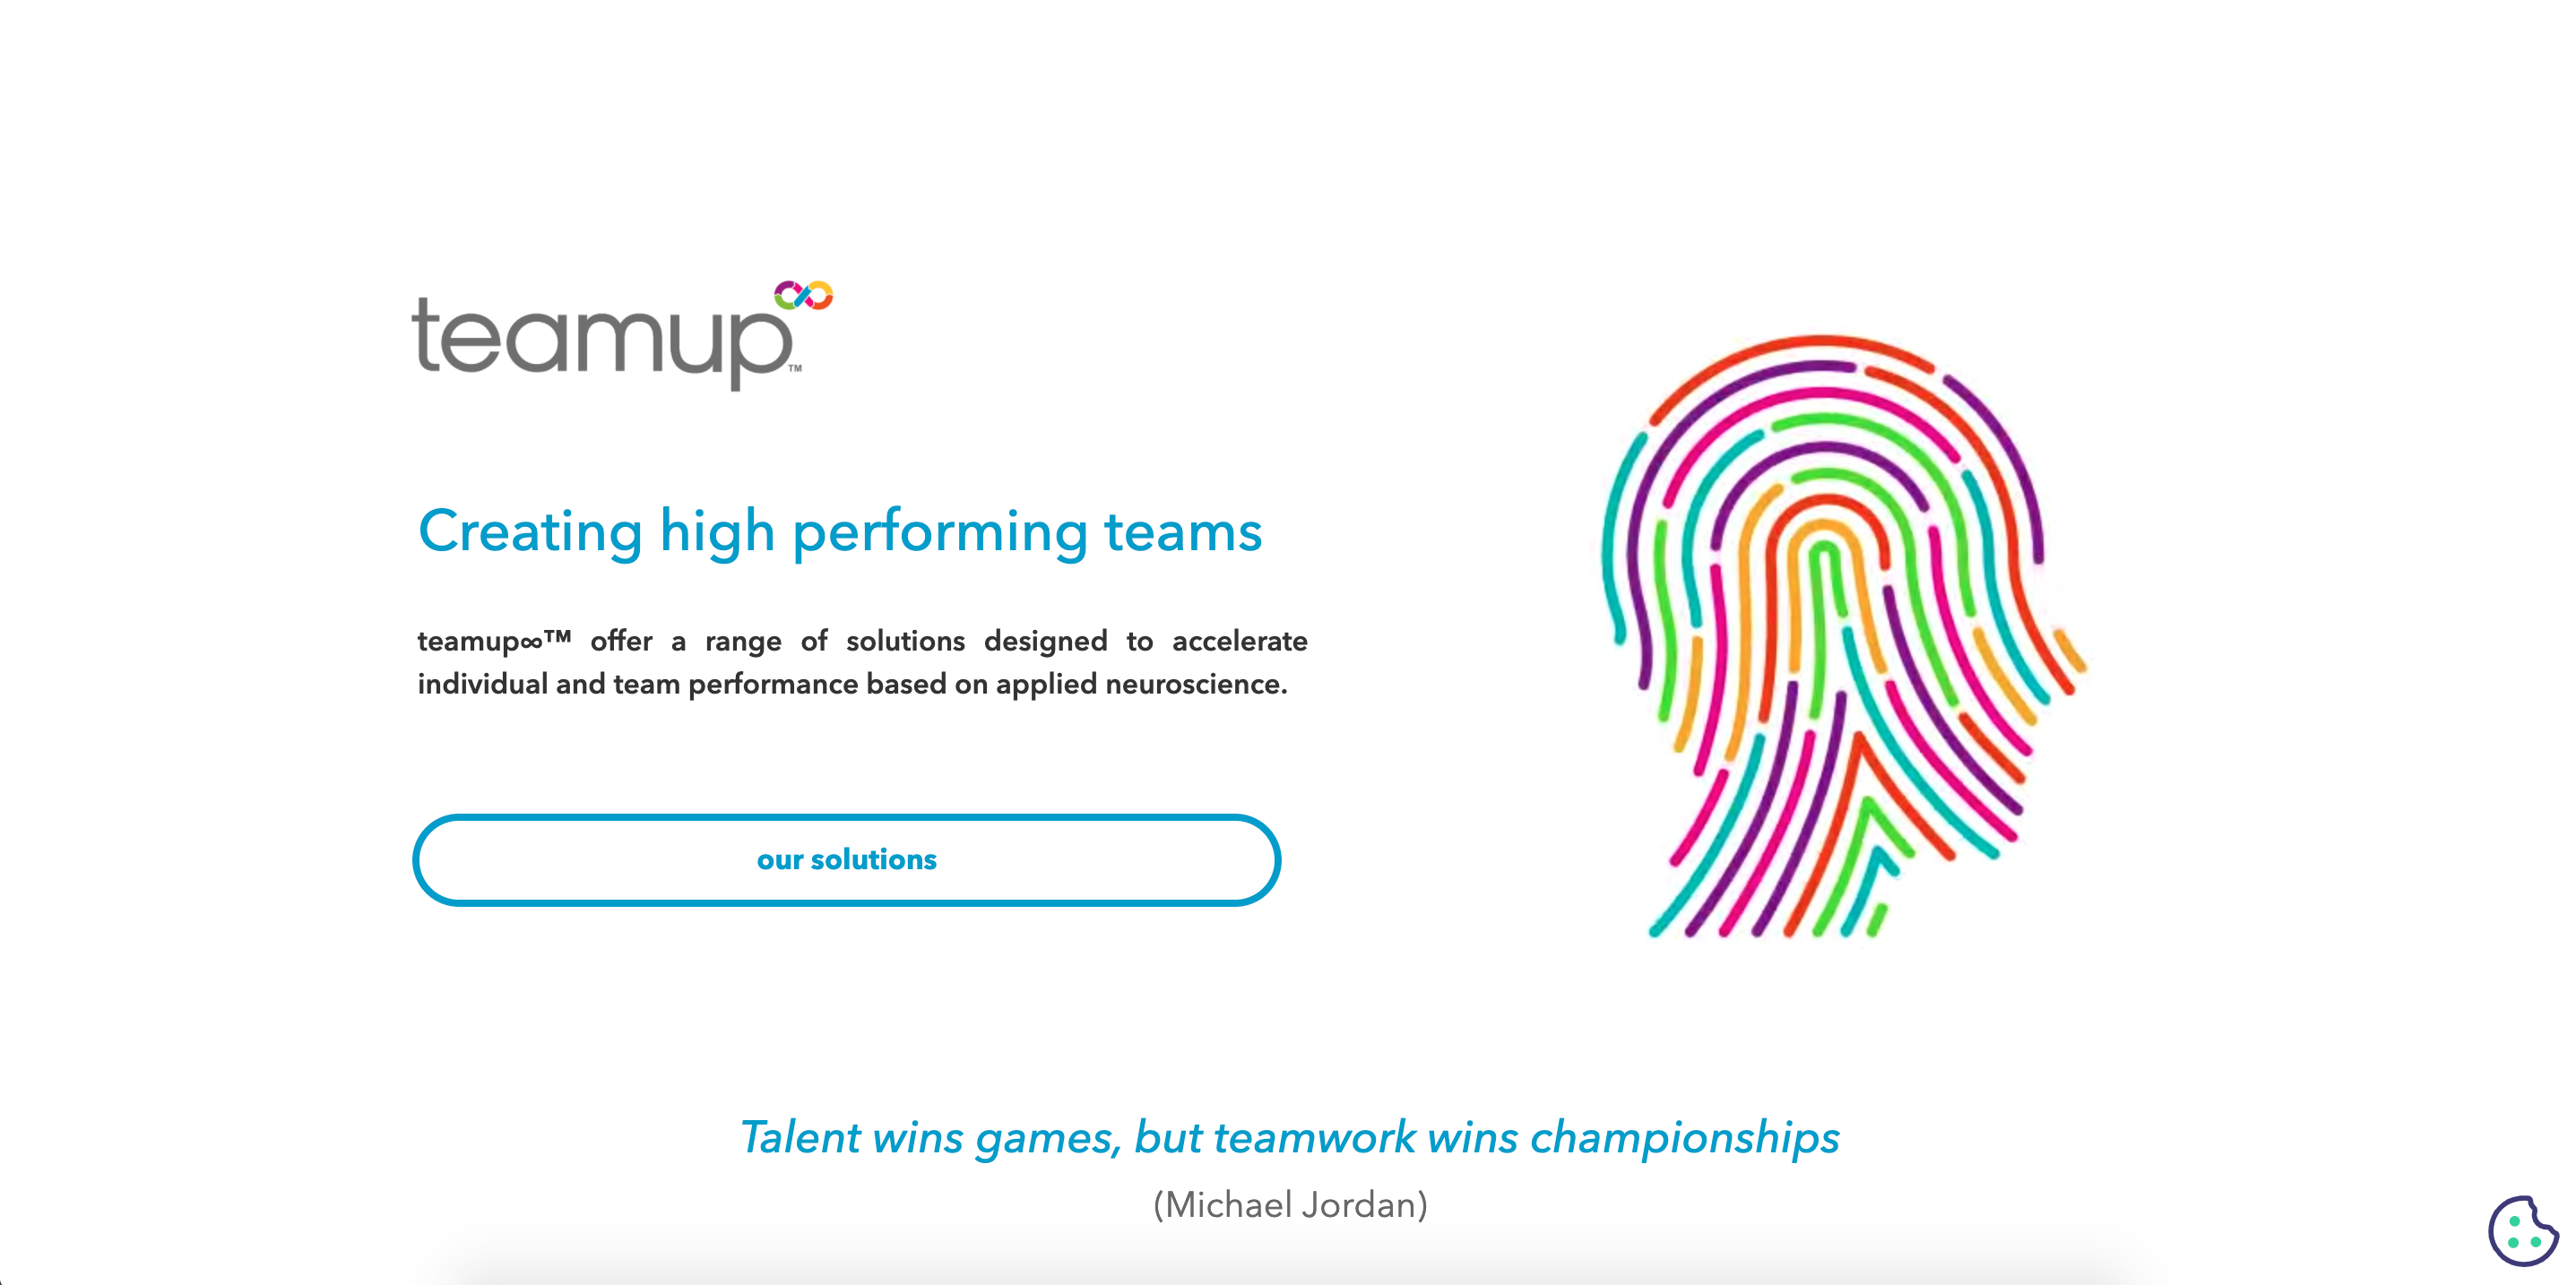 teamup™
Creating high performing teams
teamup∞™ offer a range of solutions designed to accelerate
individual and team performance based on applied neuroscience.
our solutions
Talent wins games, but teamwork wins championships
(Michael Jordan)